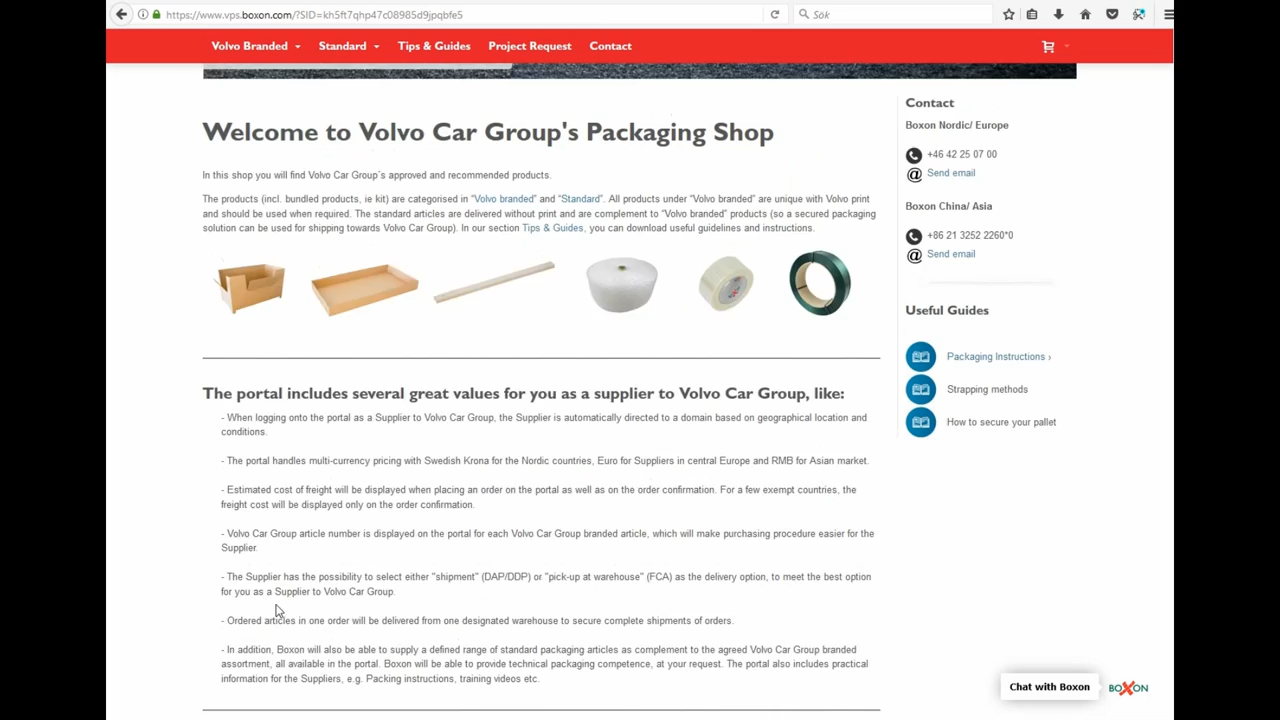 https://www.vps.boxon.com/?SID=kh5ft7qhp47c08985d9jpqbfe5
Sök
Volvo Branded
Standard
Tips & Guides
Project Request
Contact
Welcome to Volvo Car Group's Packaging Shop
In this shop you will find Volvo Car Group´s approved and recommended products.
The products (incl. bundled products, ie kit) are categorised in “Volvo branded” and “Standard”. All products under “Volvo branded” are unique with Volvo print
and should be used when required. The standard articles are delivered without print and are complement to “Volvo branded” products (so a secured packaging
solution can be used for shipping towards Volvo Car Group). In our section Tips & Guides, you can download useful guidelines and instructions.
The portal includes several great values for you as a supplier to Volvo Car Group, like:
- When logging onto the portal as a Supplier to Volvo Car Group, the Supplier is automatically directed to a domain based on geographical location and
conditions.
- The portal handles multi-currency pricing with Swedish Krona for the Nordic countries, Euro for Suppliers in central Europe and RMB for Asian market.
- Estimated cost of freight will be displayed when placing an order on the portal as well as on the order confirmation. For a few exempt countries, the
freight cost will be displayed only on the order confirmation.
- Volvo Car Group article number is displayed on the portal for each Volvo Car Group branded article, which will make purchasing procedure easier for the
Supplier.
- The Supplier has the possibility to select either "shipment" (DAP/DDP) or "pick-up at warehouse" (FCA) as the delivery option, to meet the best option
for you as a Supplier to Volvo Car Group.
- Ordered articles in one order will be delivered from one designated warehouse to secure complete shipments of orders.
- In addition, Boxon will also be able to supply a defined range of standard packaging articles as complement to the agreed Volvo Car Group branded
assortment, all available in the portal. Boxon will be able to provide technical packaging competence, at your request. The portal also includes practical
information for the Suppliers, e.g. Packing instructions, training videos etc.
Contact
Boxon Nordic/ Europe
+46 42 25 07 00
@ Send email
Boxon China/ Asia
+86 21 3252 2260*0
@ Send email
Useful Guides
Packaging Instructions ›
Strapping methods
How to secure your pallet
Chat with Boxon
BOXON